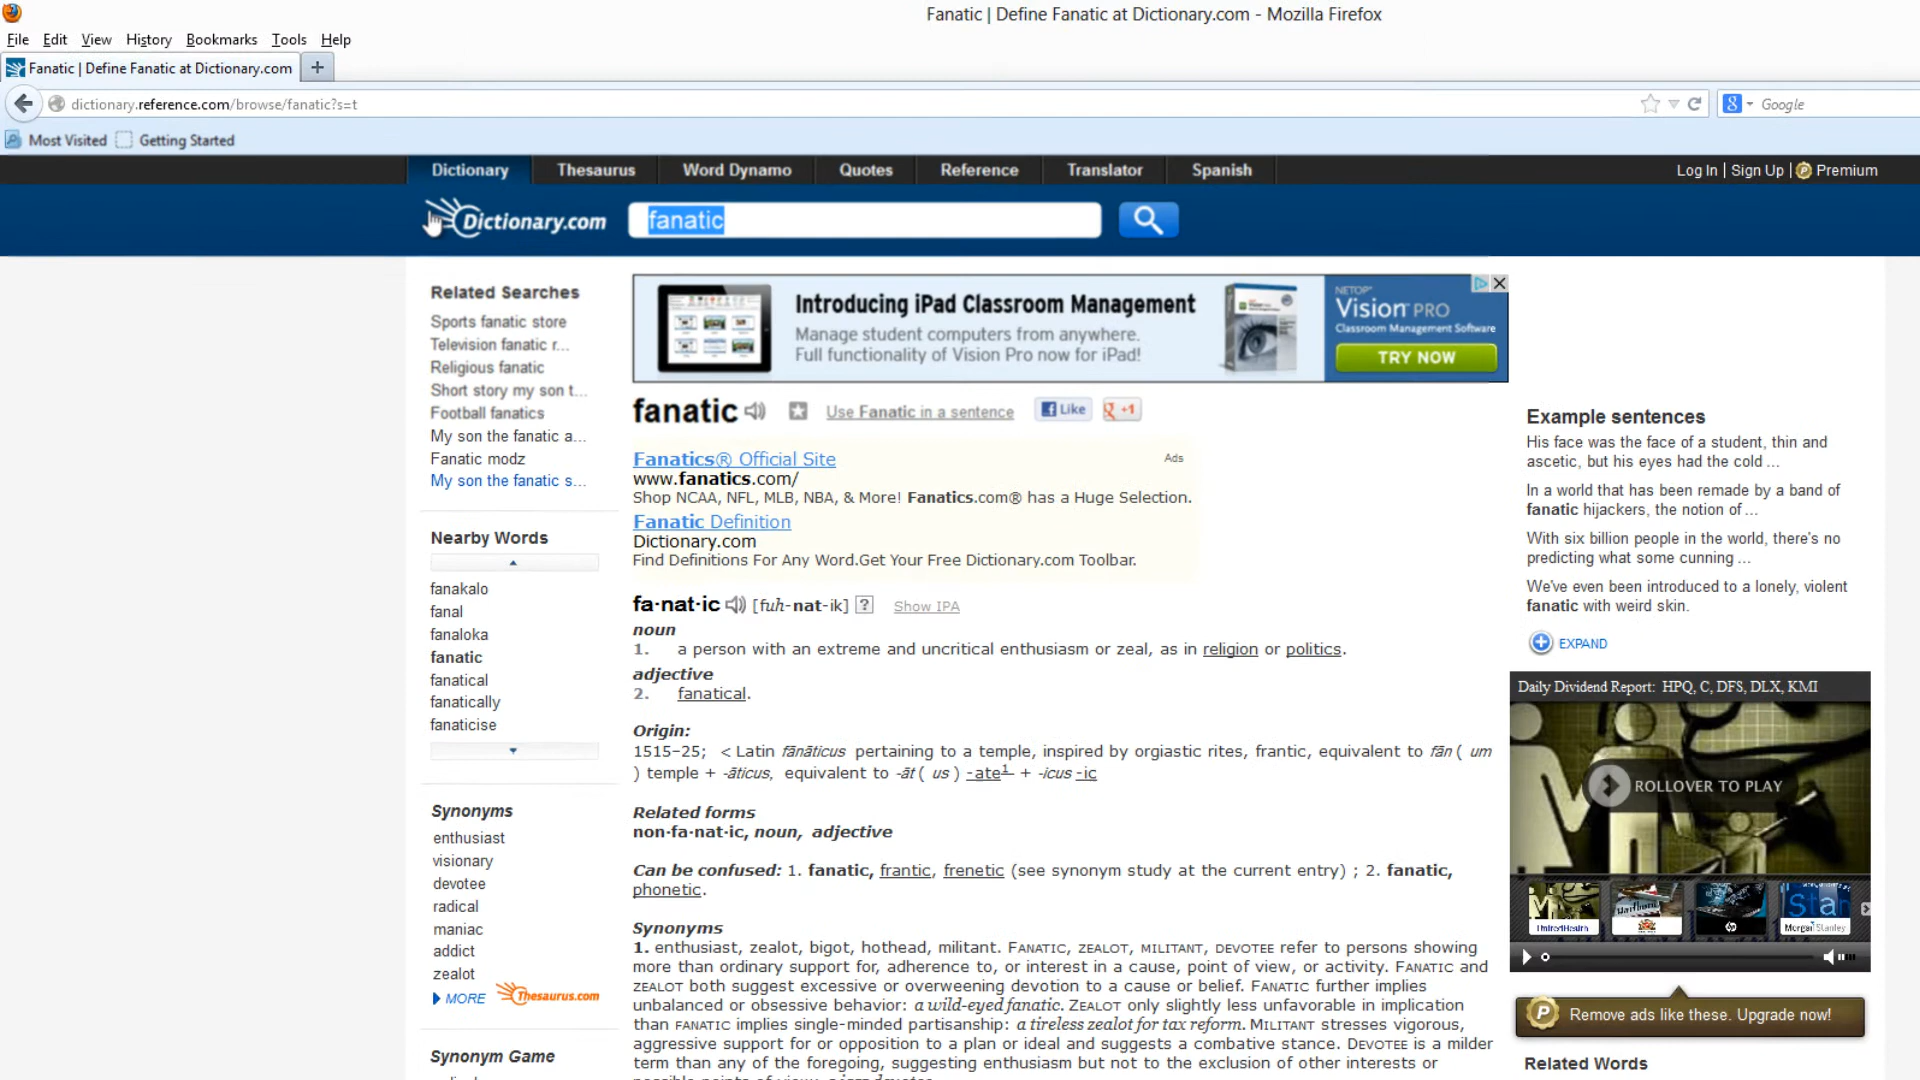 Fanatic | Define Fanatic at Dictionary.com - Mozilla Firefox
File Edit View History Bookmarks Tools Help
Fanatic | Define Fanatic at Dictionary.com +
dictionary.reference.com/browse/fanatic?s=t Google
Most Visited Getting Started
Dictionary Thesaurus Word Dynamo Quotes Reference Translator Spanish Log In | Sign Up | Premium
Dictionary.com fanatic
Related Searches
Sports fanatic store
Television fanatic r...
Religious fanatic
Short story my son t...
Football fanatics
My son the fanatic a...
Fanatic modz
My son the fanatic s...
Nearby Words
fanakalo
fanal
fanaloka
fanatic
fanatical
fanatically
fanaticise
Synonyms
enthusiast
visionary
devotee
radical
maniac
addict
zealot
MORE Thesaurus.com
Synonym Game
Introducing iPad Classroom Management
Manage student computers from anywhere.
Full functionality of Vision Pro now for iPad!
NETOP
Vision PRO
Classroom Management Software
TRY NOW
fanatic Use Fanatic in a sentence Like +1
Fanatics® Official Site Ads
www.fanatics.com/
Shop NCAA, NFL, MLB, NBA, & More! Fanatics.com® has a Huge Selection.
Fanatic Definition
Dictionary.com
Find Definitions For Any Word.Get Your Free Dictionary.com Toolbar.
fa·nat·ic [fuh-nat-ik] ? Show IPA
noun
1. a person with an extreme and uncritical enthusiasm or zeal, as in religion or politics.
adjective
2. fanatical.
Origin:
1515–25; < Latin fānāticus pertaining to a temple, inspired by orgiastic rites, frantic, equivalent to fān ( um
) temple + -āticus, equivalent to -āt ( us ) -ate1 + -icus -ic
Related forms
non·fa·nat·ic, noun, adjective
Can be confused: 1. fanatic, frantic, frenetic (see synonym study at the current entry) ; 2. fanatic,
phonetic.
Synonyms
1. enthusiast, zealot, bigot, hothead, militant. FANATIC, ZEALOT, MILITANT, DEVOTEE refer to persons showing
more than ordinary support for, adherence to, or interest in a cause, point of view, or activity. FANATIC and
ZEALOT both suggest excessive or overweening devotion to a cause or belief. FANATIC further implies
unbalanced or obsessive behavior: a wild-eyed fanatic. ZEALOT only slightly less unfavorable in implication
than FANATIC implies single-minded partisanship: a tireless zealot for tax reform. MILITANT stresses vigorous,
aggressive support for or opposition to a plan or ideal and suggests a combative stance. DEVOTEE is a milder
term than any of the foregoing, suggesting enthusiasm but not to the exclusion of other interests or
Example sentences
His face was the face of a student, thin and
ascetic, but his eyes had the cold ...
In a world that has been remade by a band of
fanatic hijackers, the notion of ...
With six billion people in the world, there's no
predicting what some cunning ...
We've even been introduced to a lonely, violent
fanatic with weird skin.
EXPAND
Daily Dividend Report: HPQ, C, DFS, DLX, KMI
ROLLOVER TO PLAY
UnitedHealth Marlboro hp Stan Morgan Stanley
Remove ads like these. Upgrade now!
Related Words